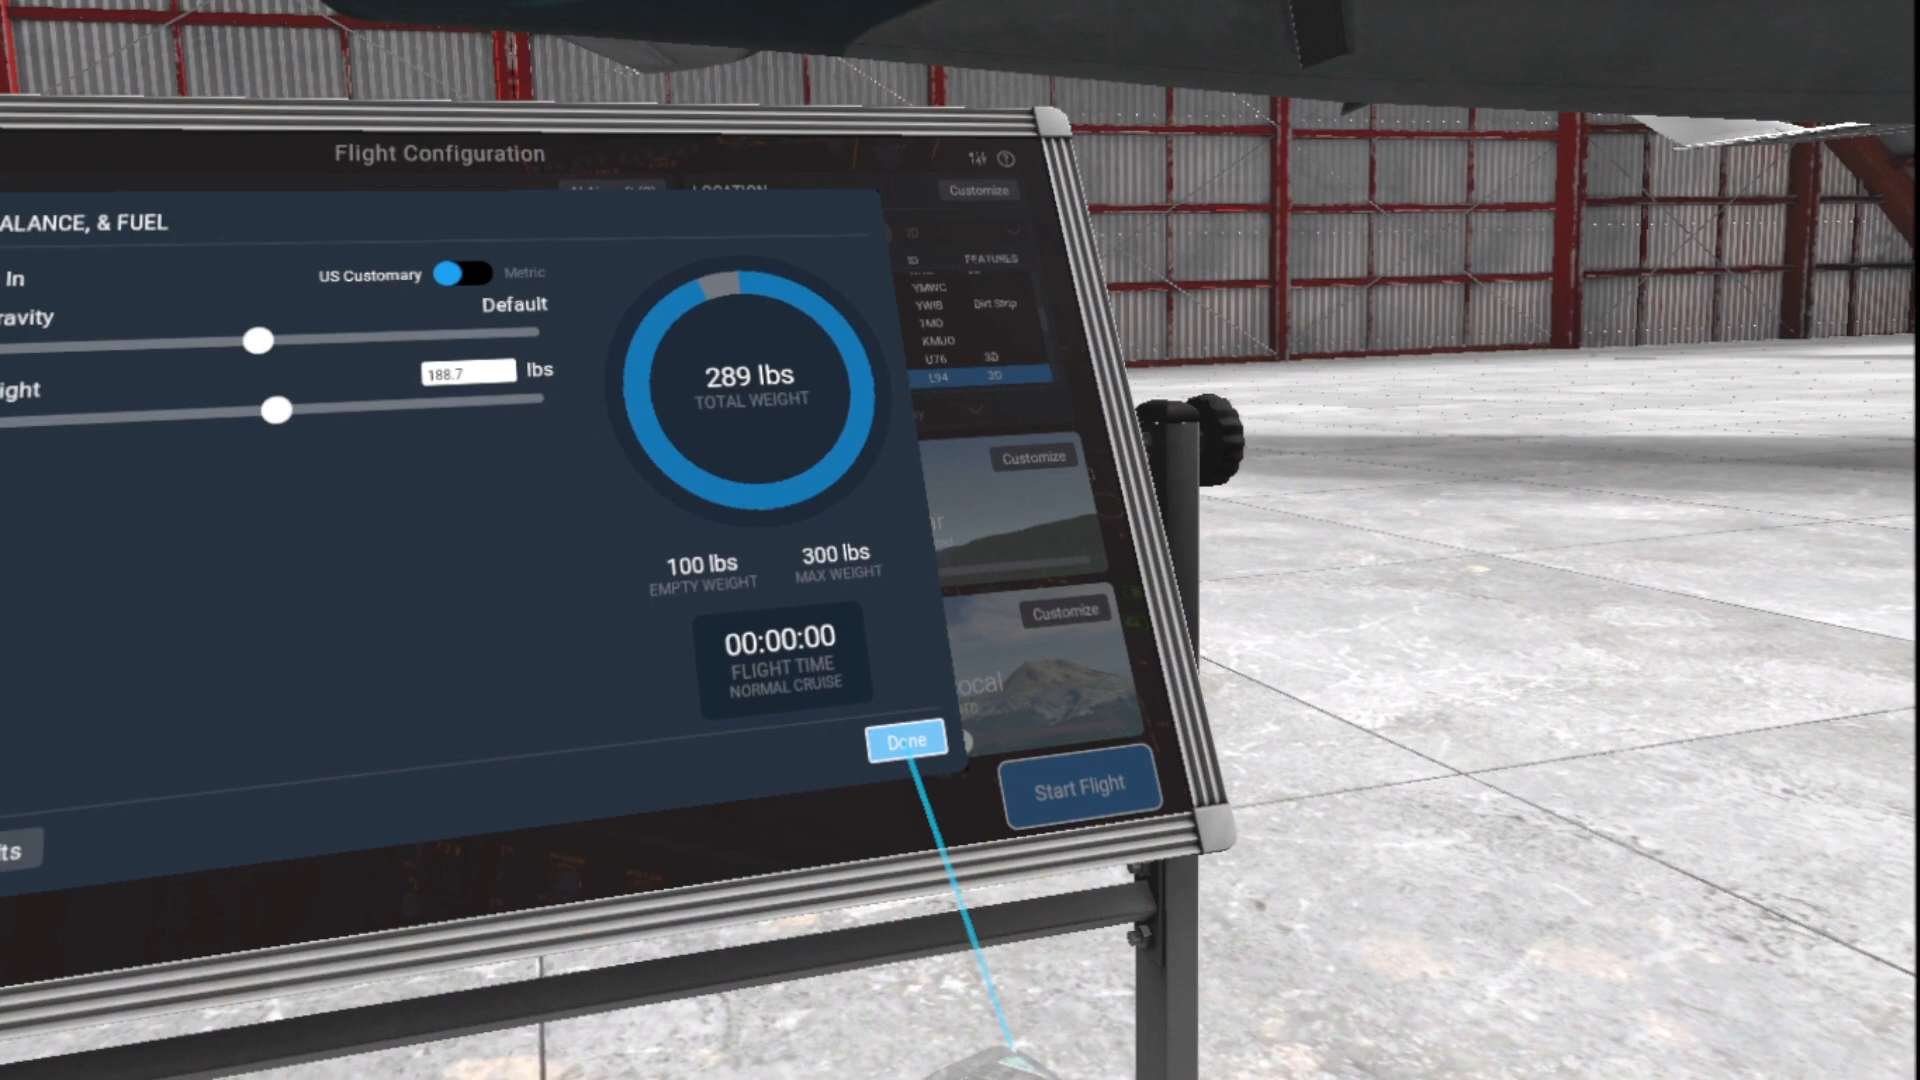 Flight Configuration
LOCATION
Customize
ALANCE, & FUEL
ID
In
US Customary
Metric
FEATURES
ravity
Default
YMWC
YWIB
Dirt Strip
1MO
KMUO
U76
3D
L94
3D
ight
188.7
lbs
289 lbs
TOTAL WEIGHT
Customize
100 lbs
EMPTY WEIGHT
300 lbs
MAX WEIGHT
Customize
00:00:00
FLIGHT TIME
NORMAL CRUISE
ocal
Done
Start Flight
lts